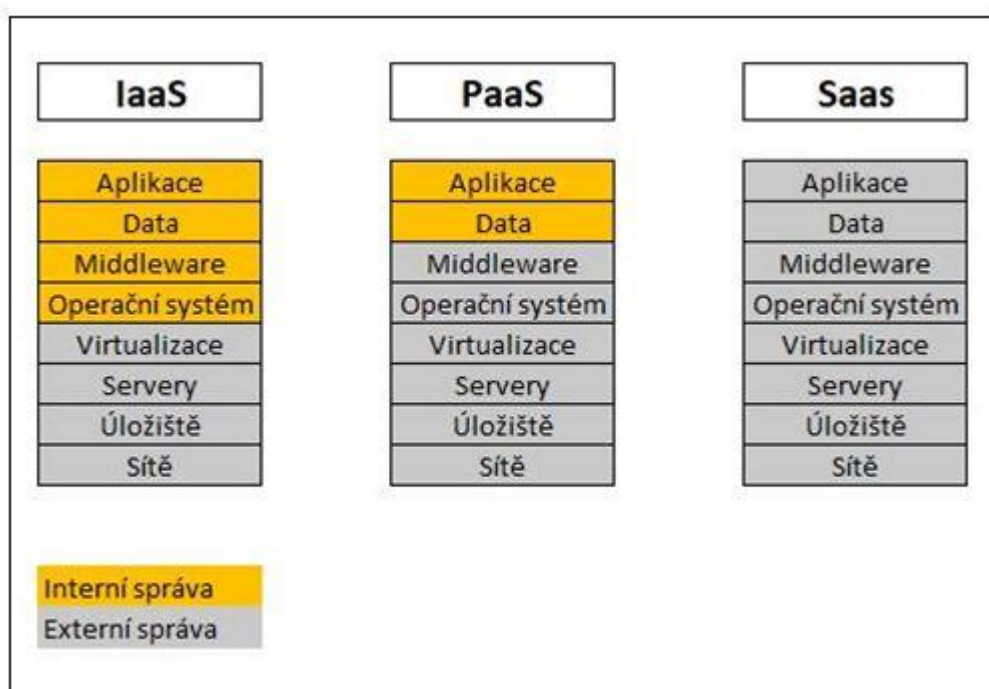 IaaS
Aplikace
Data
Middleware
Operační systém
Virtualizace
Servery
Úložiště
Sítě
PaaS
Aplikace
Data
Middleware
Operační systém
Virtualizace
Servery
Úložiště
Sítě
Saas
Aplikace
Data
Middleware
Operační systém
Virtualizace
Servery
Úložiště
Sítě
Interní správa
Externí správa